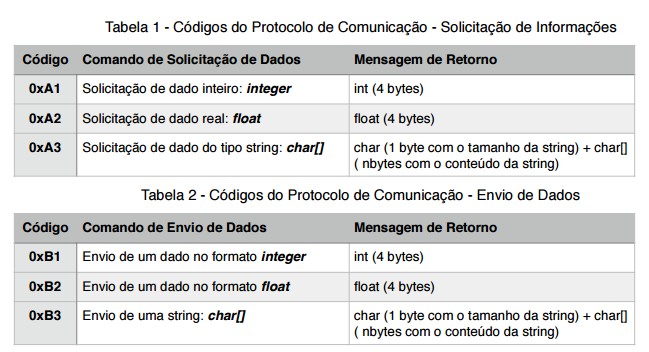 Tabela 1 - Códigos do Protocolo de Comunicação - Solicitação de Informações
Código Comando de Solicitação de Dados Mensagem de Retorno
0xA1 Solicitação de dado inteiro: integer int (4 bytes)
0xA2 Solicitação de dado real: float float (4 bytes)
0xA3 Solicitação de dado do tipo string: char[] char (1 byte com o tamanho da string) + char[]
( nbytes com o conteúdo da string)
Tabela 2 - Códigos do Protocolo de Comunicação - Envio de Dados
Código Comando de Envio de Dados Mensagem de Retorno
0xB1 Envio de um dado no formato integer int (4 bytes)
0xB2 Envio de um dado no formato float float (4 bytes)
0xB3 Envio de uma string: char[] char (1 byte com o tamanho da string) + char[]
( nbytes com o conteúdo da string)